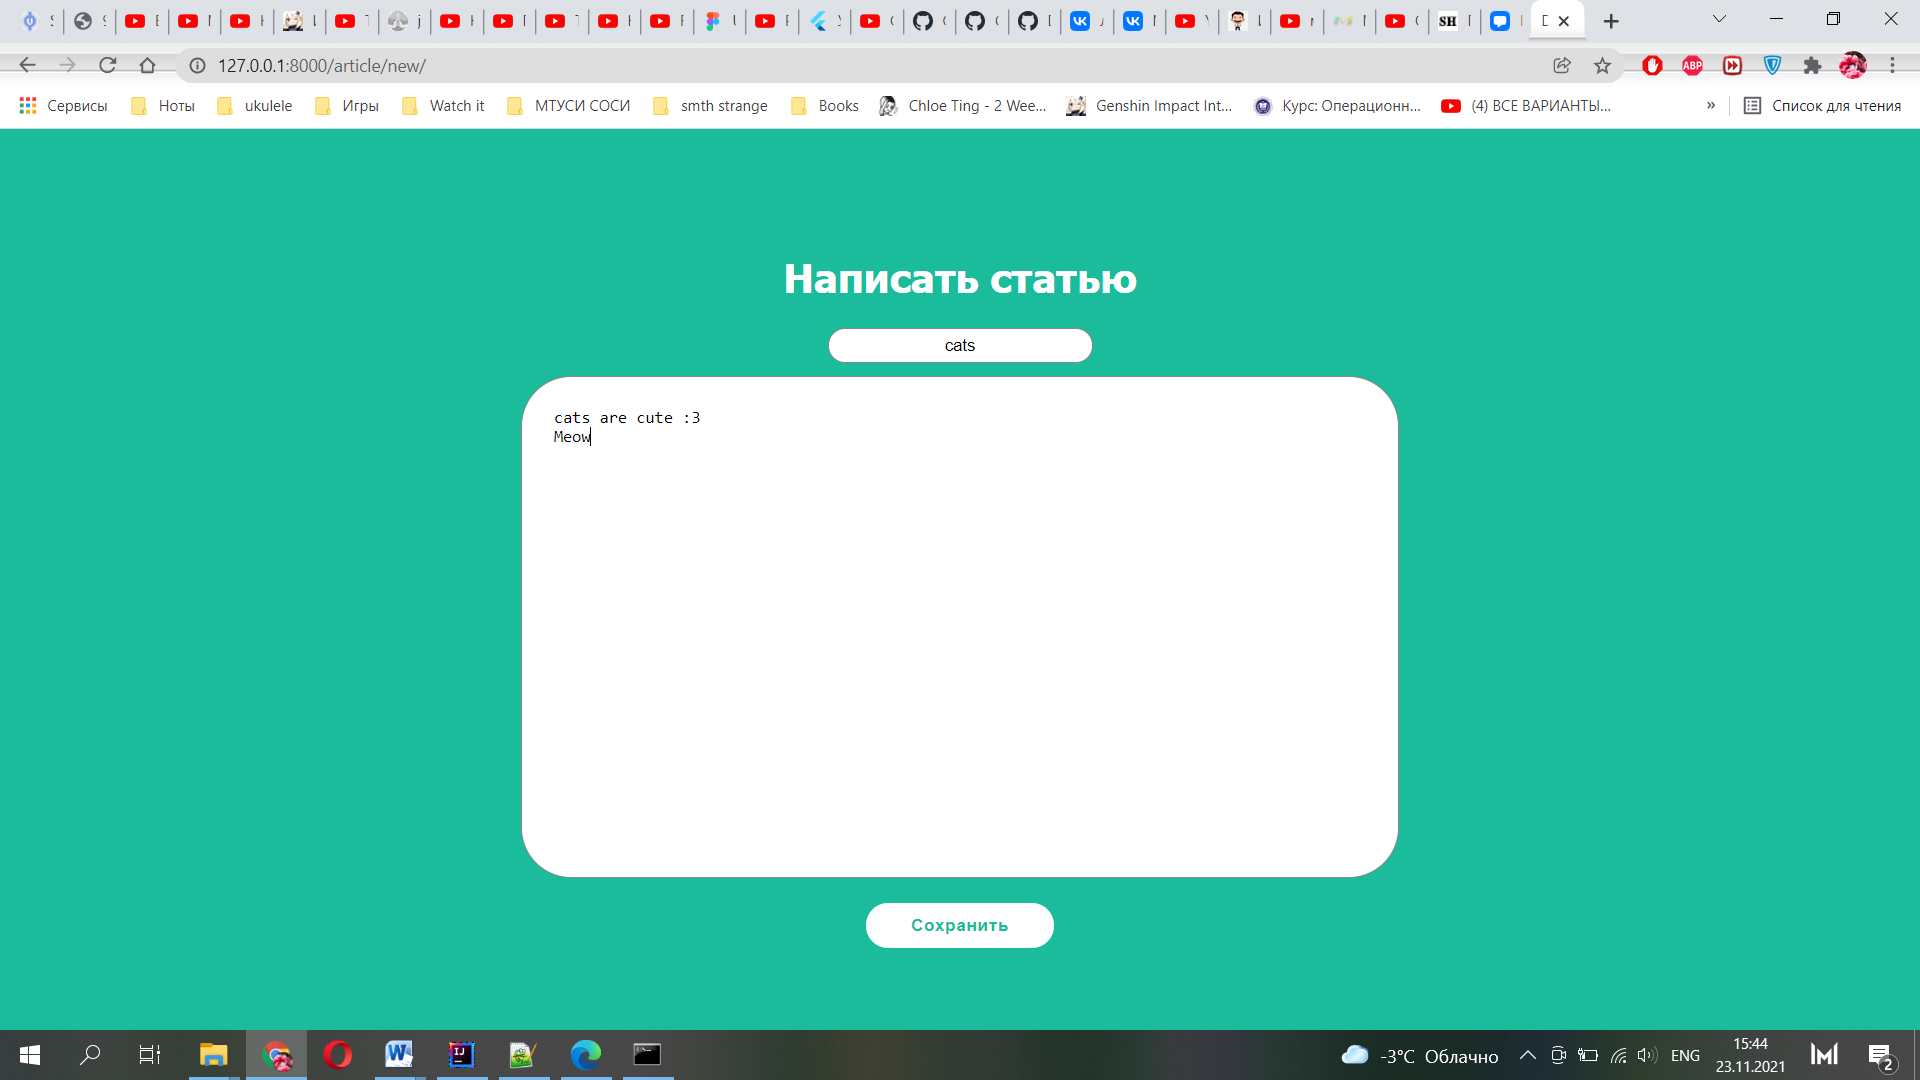 127.0.0.1:8000/article/new/
Сервисы
Ноты
ukulele
Игры
Watch it
МТУСИ СОСИ
smth strange
Books
Chloe Ting - 2 Wee...
Genshin Impact Int...
Курс: Операционн...
(4) ВСЕ ВАРИАНТЫ...
»
Список для чтения
Написать статью
cats
cats are cute :3
Meow
Сохранить
-3°C Облачно
ENG
15:44
23.11.2021
2